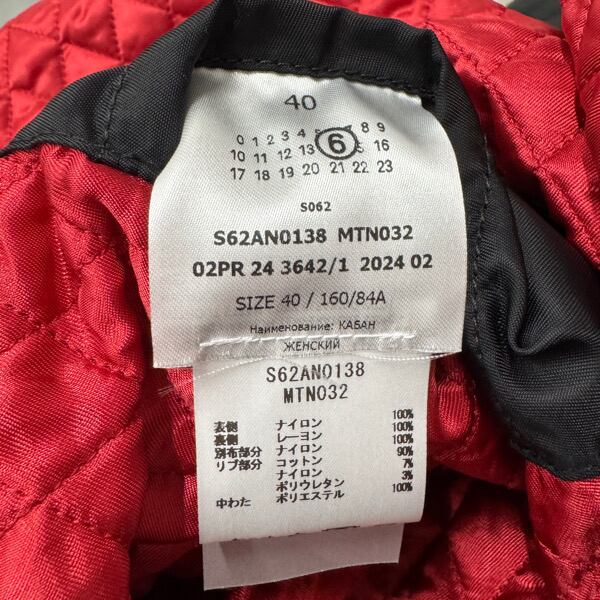 40
0 1 2 3 4 6 8 9
10 11 12 13 16
17 18 19 20 21 22 23
S062
S62AN0138 MTN032
02PR 24 3642/1 2024 02
SIZE 40 / 160/84A
Наименование: КАБАН
ЖЕНСКИЙ
S62AN0138
MTN032
表側 ナイロン 100%
裏側 レーヨン 100%
別布部分 ナイロン 100%
リブ部分 コットン 90%
ナイロン 7%
ポリウレタン 3%
中わた ポリエステル 100%